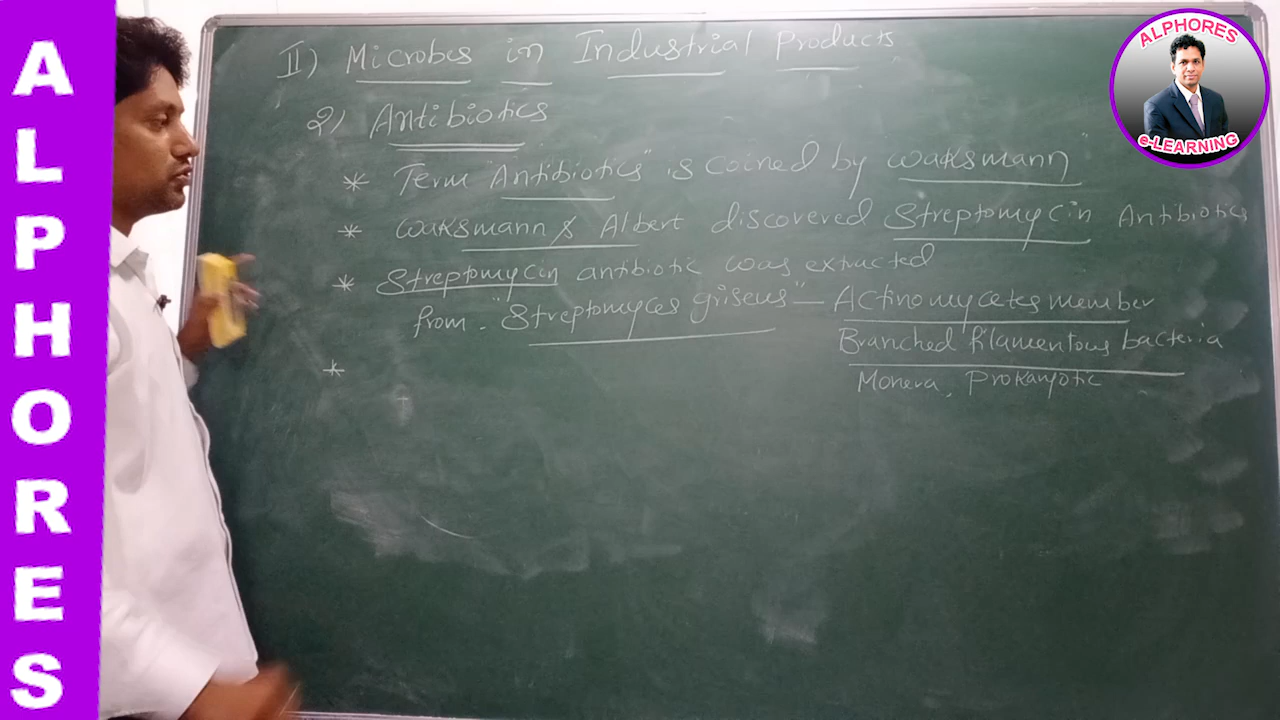 ALPHORES
II) Microbes in Industrial Products
2) Antibiotics
* Term Antibiotics" is coined by Waksmann
* Waksmann & Albert discovered Streptomycin Antibiotics
* Streptomycin antibiotic was extracted
from "Streptomyces griseus" — Actinomycetes member
Branched filamentous bacteria
Monera, Prokaryotic
*
ALPHORES
e-LEARNING